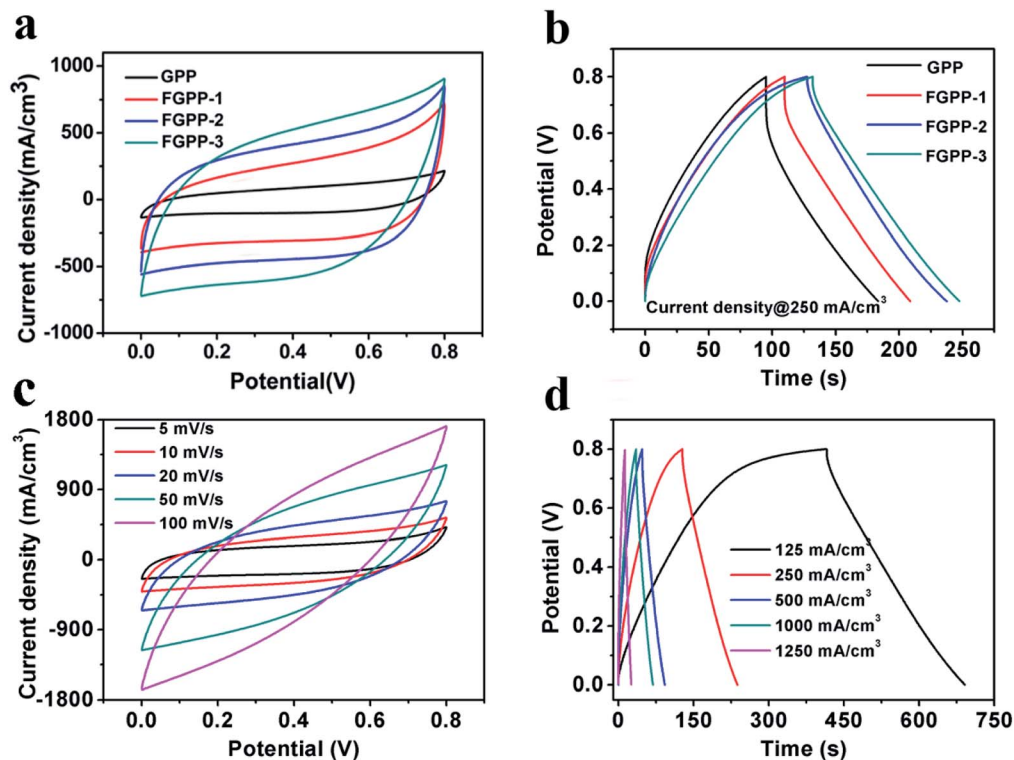 a
Current density(mA/cm3)
1000
500
0
-500
-1000
GPP
FGPP-1
FGPP-2
FGPP-3
0.0 0.2 0.4 0.6 0.8
Potential(V)
b
Potential (V)
0.8
0.6
0.4
0.2
0.0
GPP
FGPP-1
FGPP-2
FGPP-3
Current density@250 mA/cm³
0 50 100 150 200 250
Time (s)
c
Current density (mA/cm³)
1800
900
0
-900
-1800
5 mV/s
10 mV/s
20 mV/s
50 mV/s
100 mV/s
0.0 0.2 0.4 0.6 0.8
Potential (V)
d
Potential (V)
0.8
0.6
0.4
0.2
0.0
125 mA/cm³
250 mA/cm³
500 mA/cm³
1000 mA/cm³
1250 mA/cm³
0 150 300 450 600 750
Time (s)